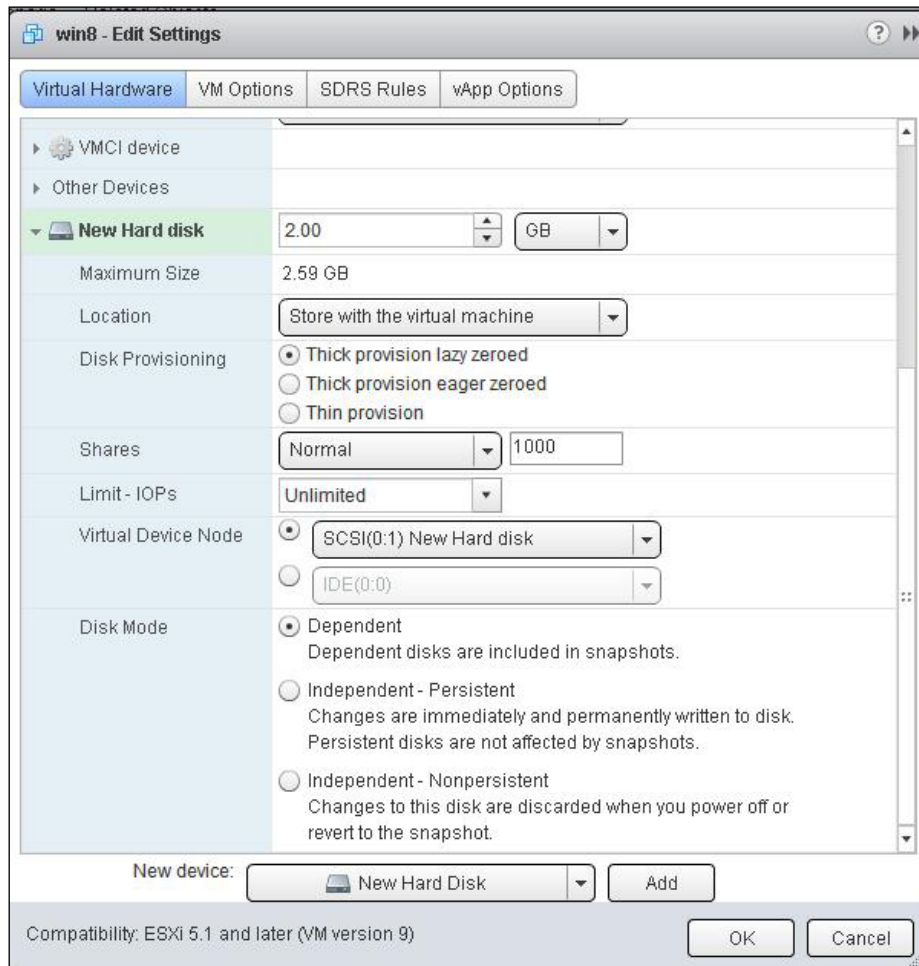 win8 - Edit Settings
?
Virtual Hardware VM Options SDRS Rules vApp Options
VMCI device
Other Devices
New Hard disk 2.00 GB
Maximum Size 2.59 GB
Location Store with the virtual machine
Disk Provisioning Thick provision lazy zeroed
Thick provision eager zeroed
Thin provision
Shares Normal 1000
Limit - IOPs Unlimited
Virtual Device Node SCSI(0:1) New Hard disk
IDE(0:0)
Disk Mode Dependent
Dependent disks are included in snapshots.
Independent - Persistent
Changes are immediately and permanently written to disk.
Persistent disks are not affected by snapshots.
Independent - Nonpersistent
Changes to this disk are discarded when you power off or
revert to the snapshot.
New device: New Hard Disk Add
Compatibility: ESXi 5.1 and later (VM version 9) OK Cancel